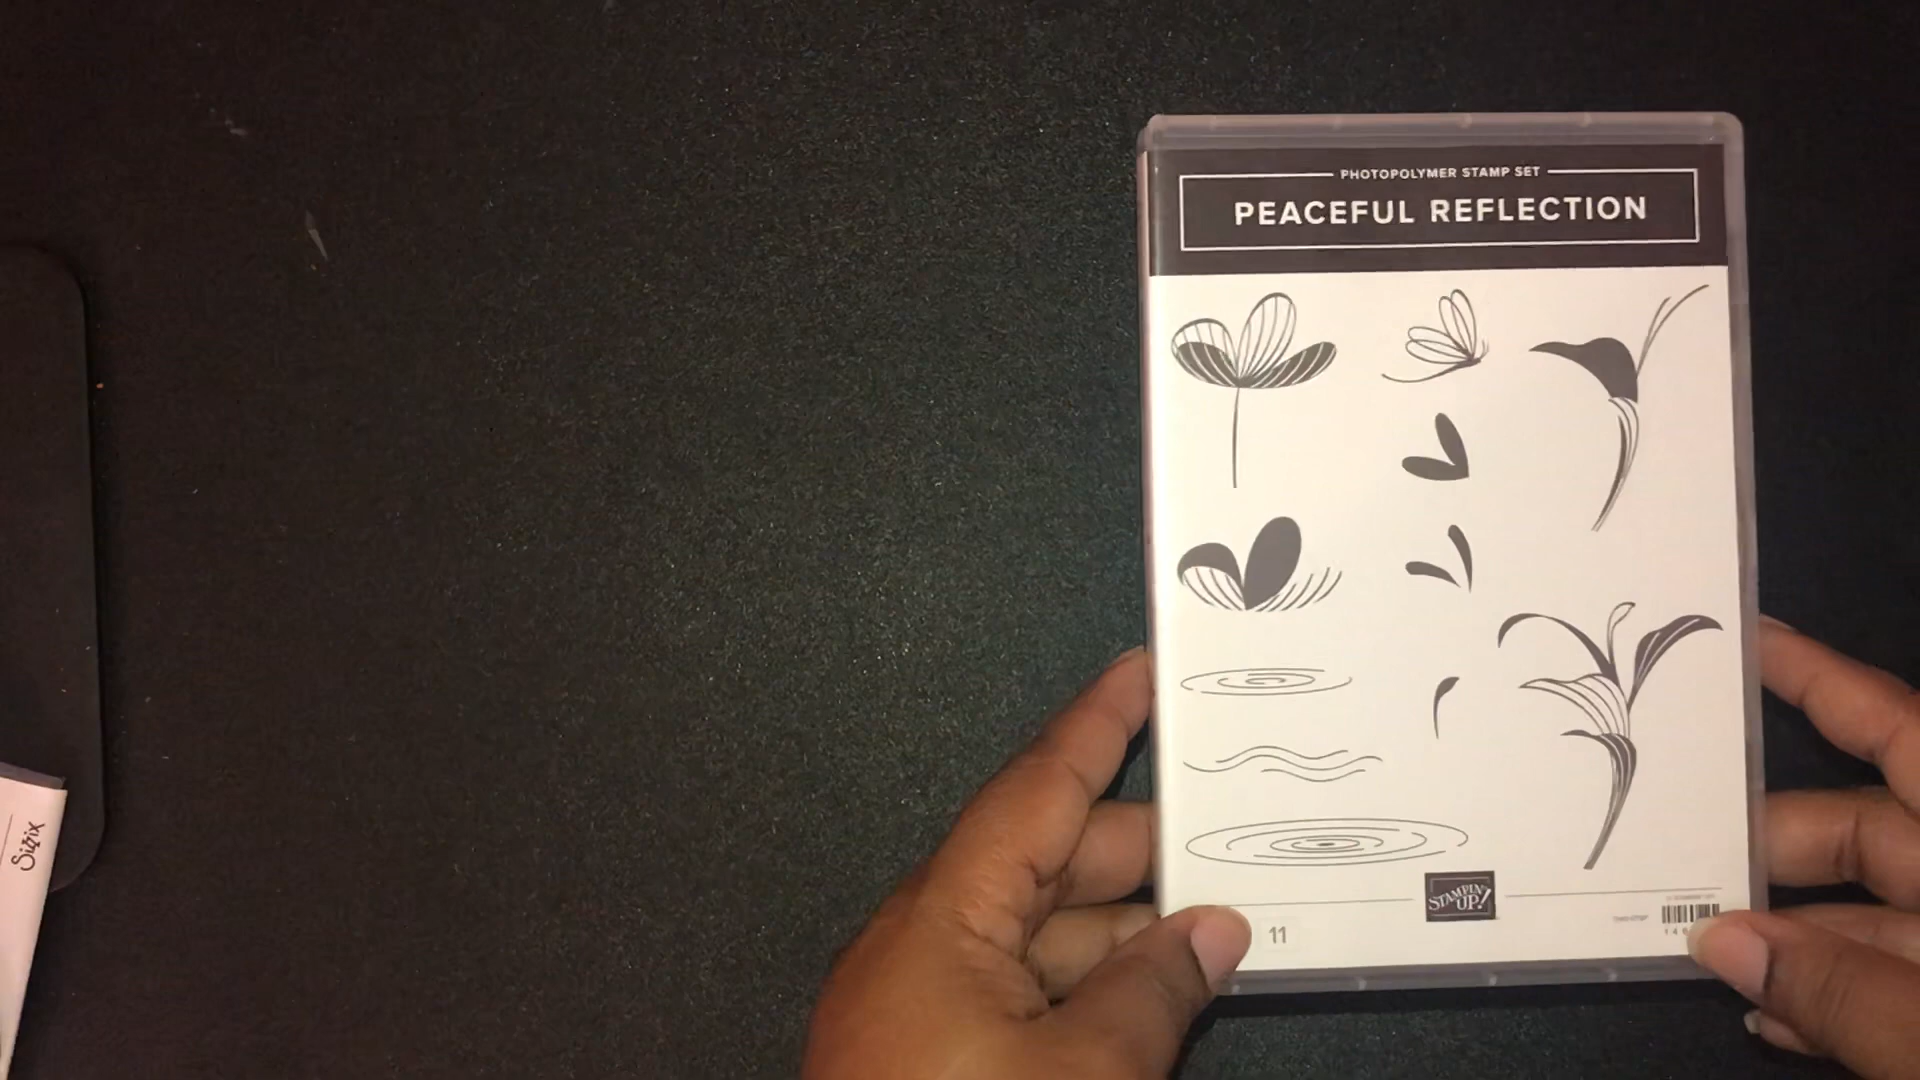 PHOTOPOLYMER STAMP SET
PEACEFUL REFLECTION
STAMPIN' UP!
11
Sizzix